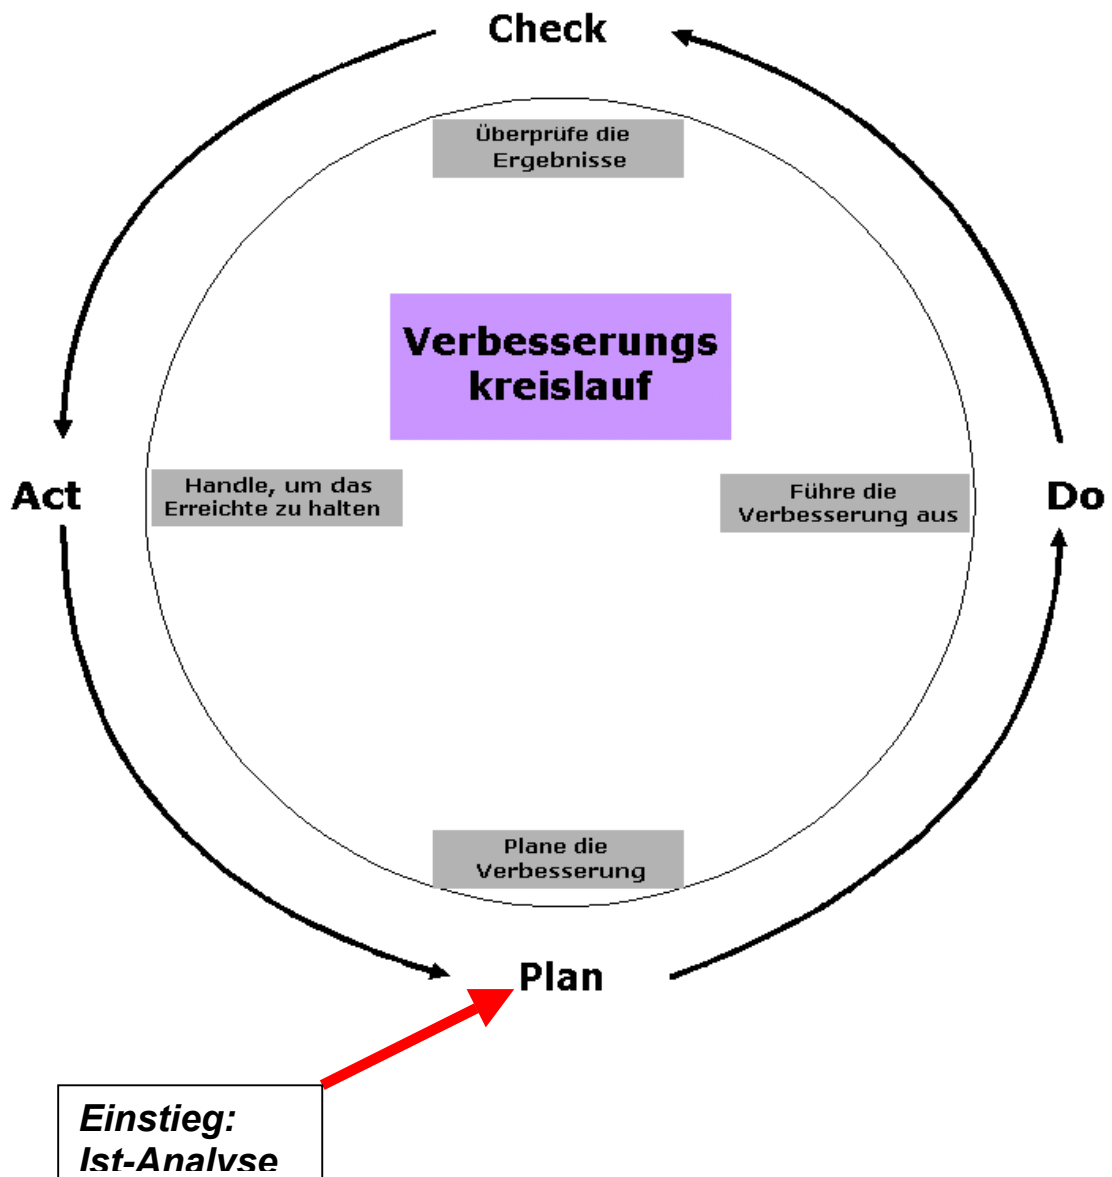 Check
Überprüfe die
Ergebnisse
Verbesserungs
kreislauf
Act
Handle, um das
Erreichte zu halten
Führe die
Verbesserung aus
Do
Plane die
Verbesserung
Plan
Einstieg:
Ist-Analyse